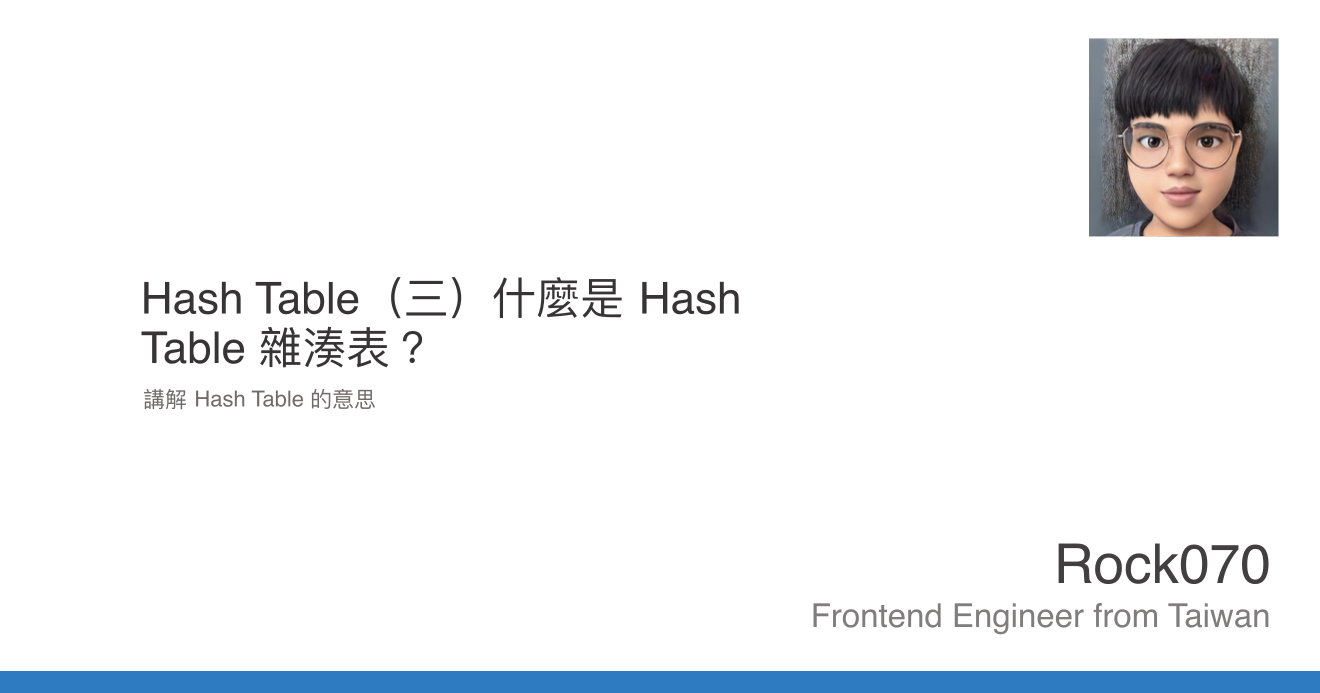 Hash Table（三）什麼是 Hash
Table 雜湊表？
講解 Hash Table 的意思
Rock070
Frontend Engineer from Taiwan